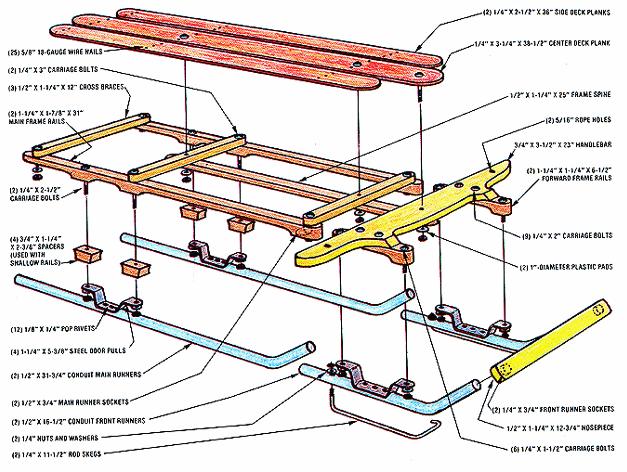 (2) 1/4" X 2-1/2" X 36" SIDE DECK PLANKS
1/4" X 3-1/4" X 38-1/2" CENTER DECK PLANK
(25) 5/8" 18-GAUGE WIRE NAILS
(2) 1/4" X 3" CARRIAGE BOLTS
(3) 1/2" X 1-1/4" X 12" CROSS BRACES
(2) 1-1/4" X 1-7/8" X 31"
MAIN FRAME RAILS
1/2" X 1-1/4" X 25" FRAME SPINE
(2) 5/16" ROPE HOLES
3/4" X 3-1/2" X 23" HANDLEBAR
(2) 1-1/4" X 1-1/4" X 6-1/2"
FORWARD FRAME RAILS
(2) 1/4" X 2-1/2"
CARRIAGE BOLTS
(9) 1/4" X 2" CARRIAGE BOLTS
(4) 3/4" X 1-1/4"
X 2-3/4" SPACERS
(USED WITH
SHALLOW RAILS)
(2) 1"-DIAMETER PLASTIC PADS
(12) 1/8" X 1/4" POP RIVETS
(4) 1-1/4" X 5-3/8" STEEL DOOR PULLS
(2) 1/2" X 31-3/4" CONDUIT MAIN RUNNERS
(2) 1/2" X 3/4" MAIN RUNNER SOCKETS
(2) 1/2" X 16-1/2" CONDUIT FRONT RUNNERS
(2) 1/4" NUTS AND WASHERS
(2) 1/4" X 11-1/2" ROD SKEGS
(2) 1/4" X 3/4" FRONT RUNNER SOCKETS
1/2" X 1-1/4" X 12-3/4" NOSEPIECE
(6) 1/4" X 1-1/2" CARRIAGE BOLTS